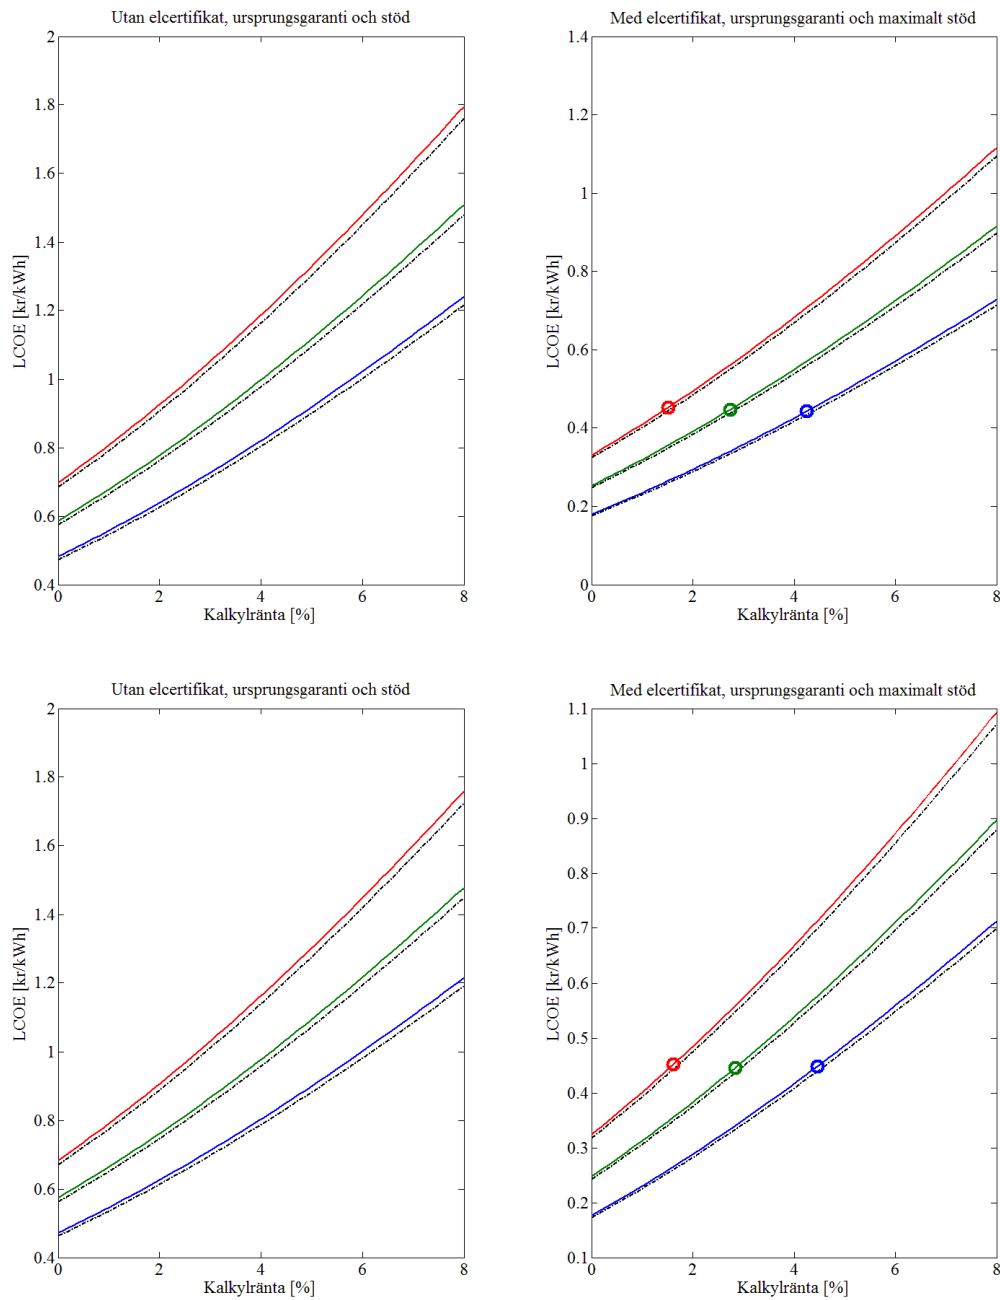 Utan elcertifikat, ursprungsgaranti och stöd
2
1.8
1.6
1.4
1.2
1
0.8
0.6
0.4
LCOE [kr/kWh]
0 2 4 6 8
Kalkylränta [%]
Med elcertifikat, ursprungsgaranti och maximalt stöd
1.4
1.2
1
0.8
0.6
0.4
0.2
0
LCOE [kr/kWh]
0 2 4 6 8
Kalkylränta [%]
Utan elcertifikat, ursprungsgaranti och stöd
2
1.8
1.6
1.4
1.2
1
0.8
0.6
0.4
LCOE [kr/kWh]
0 2 4 6 8
Kalkylränta [%]
Med elcertifikat, ursprungsgaranti och maximalt stöd
1.1
1
0.9
0.8
0.7
0.6
0.5
0.4
0.3
0.2
0.1
LCOE [kr/kWh]
0 2 4 6 8
Kalkylränta [%]